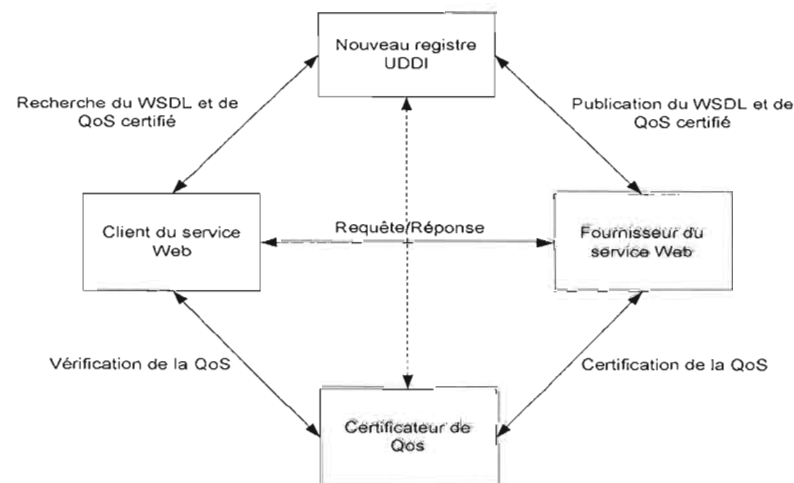 Nouveau registre
UDDI
Recherche du WSDL et de
QoS certifié
Publication du WSDL et de
QoS certifié
Client du service
Web
Requête/Réponse
Fournisseur du
service Web
Vérification de la QoS
Certification de la QoS
Certificateur de
Qos